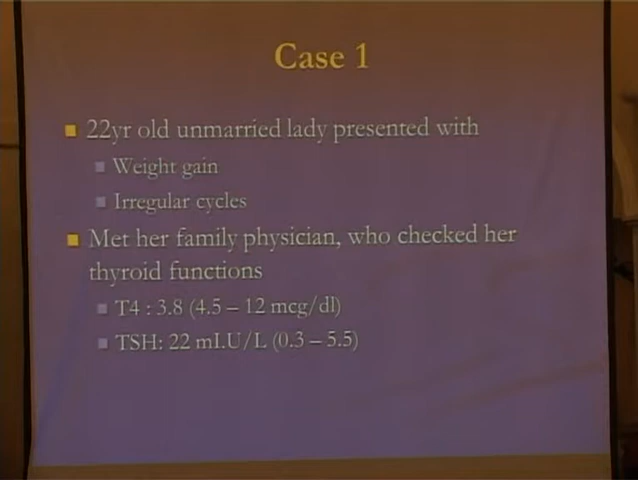 Case 1
22yr old unmarried lady presented with
Weight gain
Irregular cycles
Met her family physician, who checked her
thyroid functions
T4 : 3.8 (4.5 – 12 mcg/dl)
TSH: 22 mI.U/L (0.3 – 5.5)